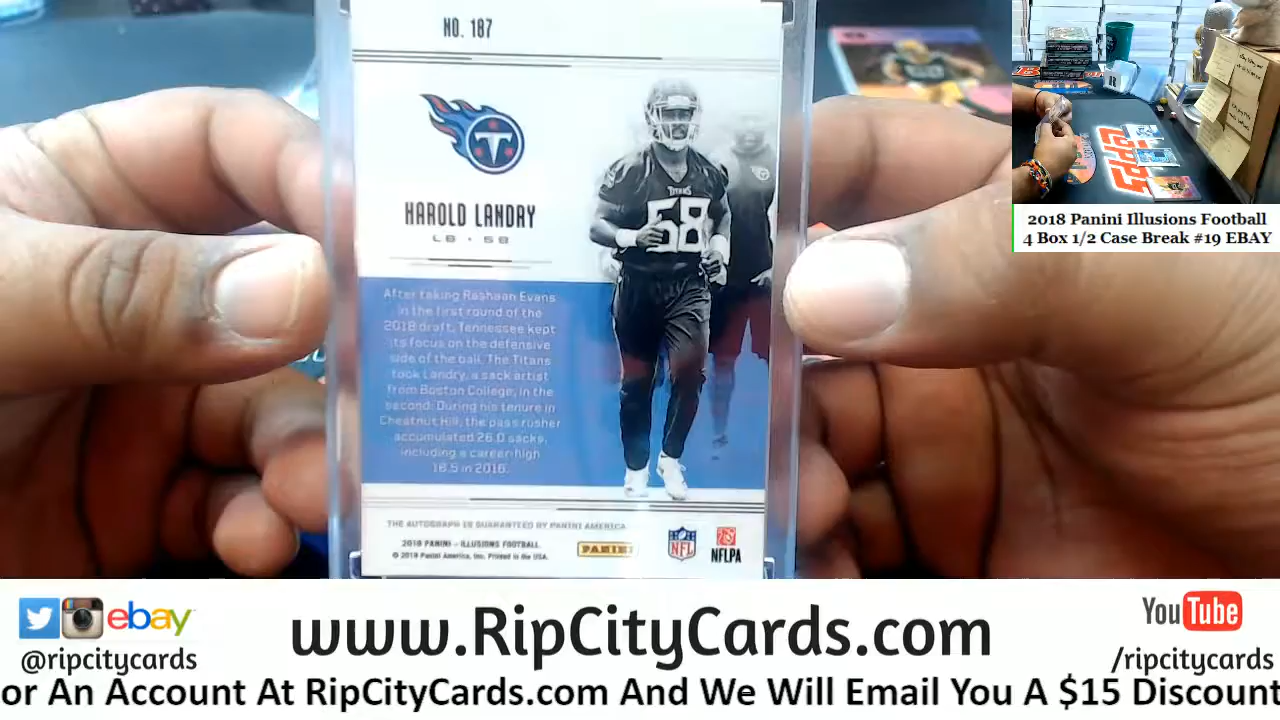 NO. 187
HAROLD LANDRY
LB • 58
After taking Rashaan Evans
in the first round of the
2018 draft, Tennessee kept
its focus on the defensive
side of the ball. The Titans
took Landry, a sack artist
from Boston College, in the
second. During his tenure in
Chestnut Hill, the pass rusher
accumulated 26.0 sacks,
including a career-high
16.5 in 2016.
TITANS
58
THE AUTOGRAPH IS GUARANTEED BY PANINI AMERICA
2018 PANINI – ILLUSIONS FOOTBALL
© 2018 Panini America, Inc. Printed in the USA.
PANINI
NFL
NFLPA
2018 Panini Illusions Football
4 Box 1/2 Case Break #19 EBAY
ebay
@ripcitycards
www.RipCityCards.com
YouTube
/ripcitycards
or An Account At RipCityCards.com And We Will Email You A $15 Discount